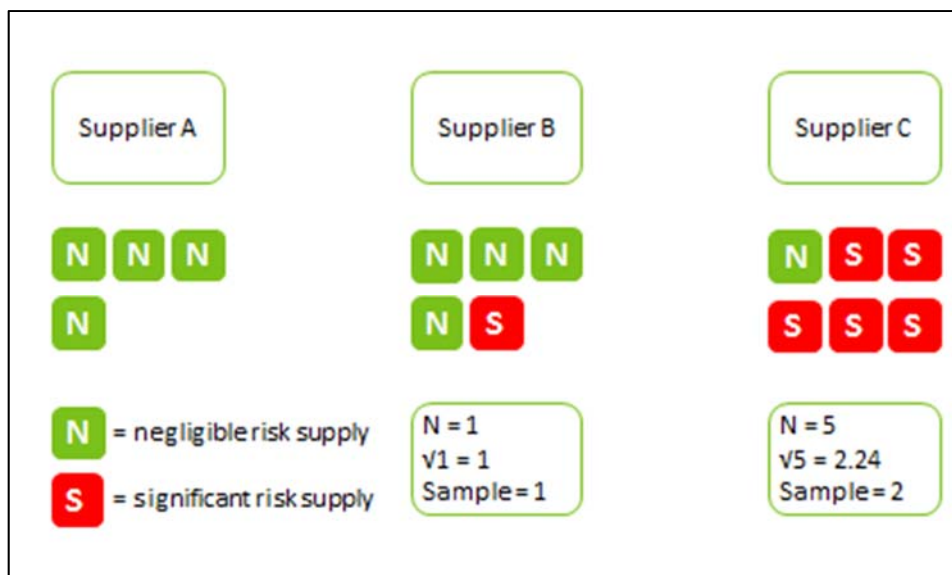 Supplier A
Supplier B
Supplier C
N N N
N N N
N S S
N
N S
S S S
N = negligible risk supply
S = significant risk supply
N = 1
√1 = 1
Sample = 1
N = 5
√5 = 2.24
Sample = 2